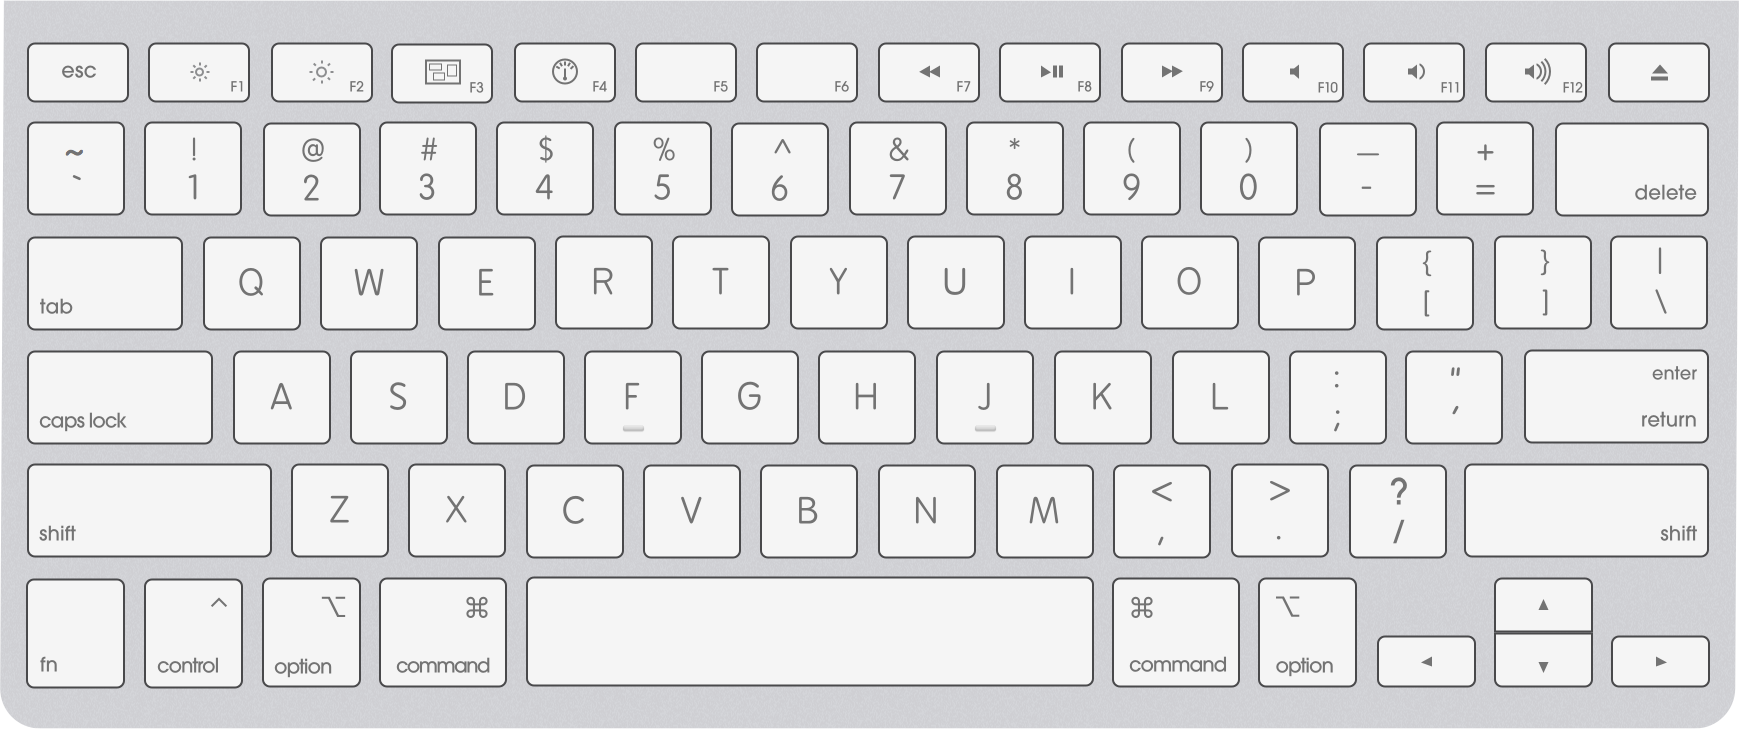 esc F1 F2 F3 F4 F5 F6 F7 F8 F9 F10 F11 F12
~ ! @ # $ % ^ & * ( ) — +
` 1 2 3 4 5 6 7 8 9 0 - = delete
tab Q W E R T Y U I O P { } |
[ ] \
caps lock A S D F G H J K L : " enter
; ' return
shift Z X C V B N M < > ? shift
, . /
^ ⌥ ⌘ ⌘ ⌥ ▲
fn control option command command option ◄ ▼ ►